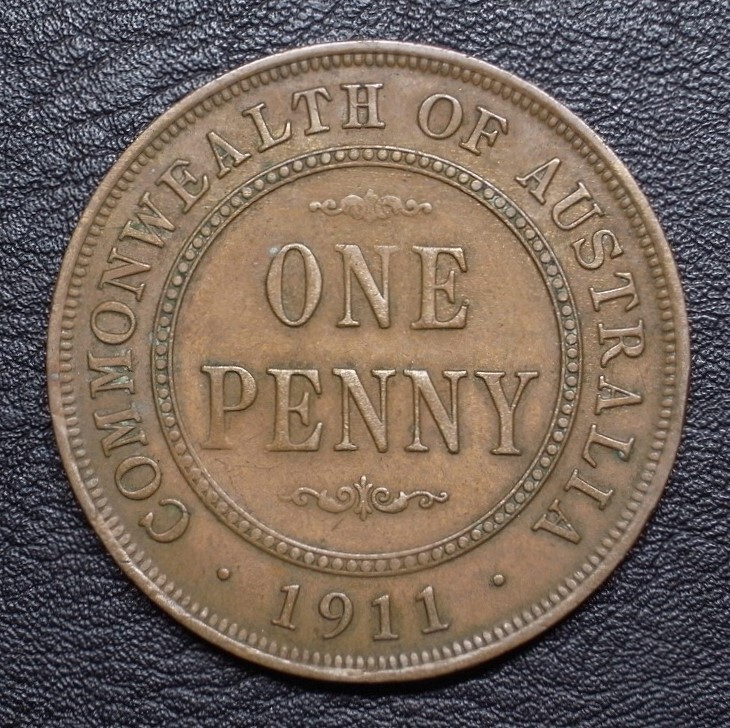 COMMONWEALTH OF AUSTRALIA
ONE
PENNY
· 1911 ·